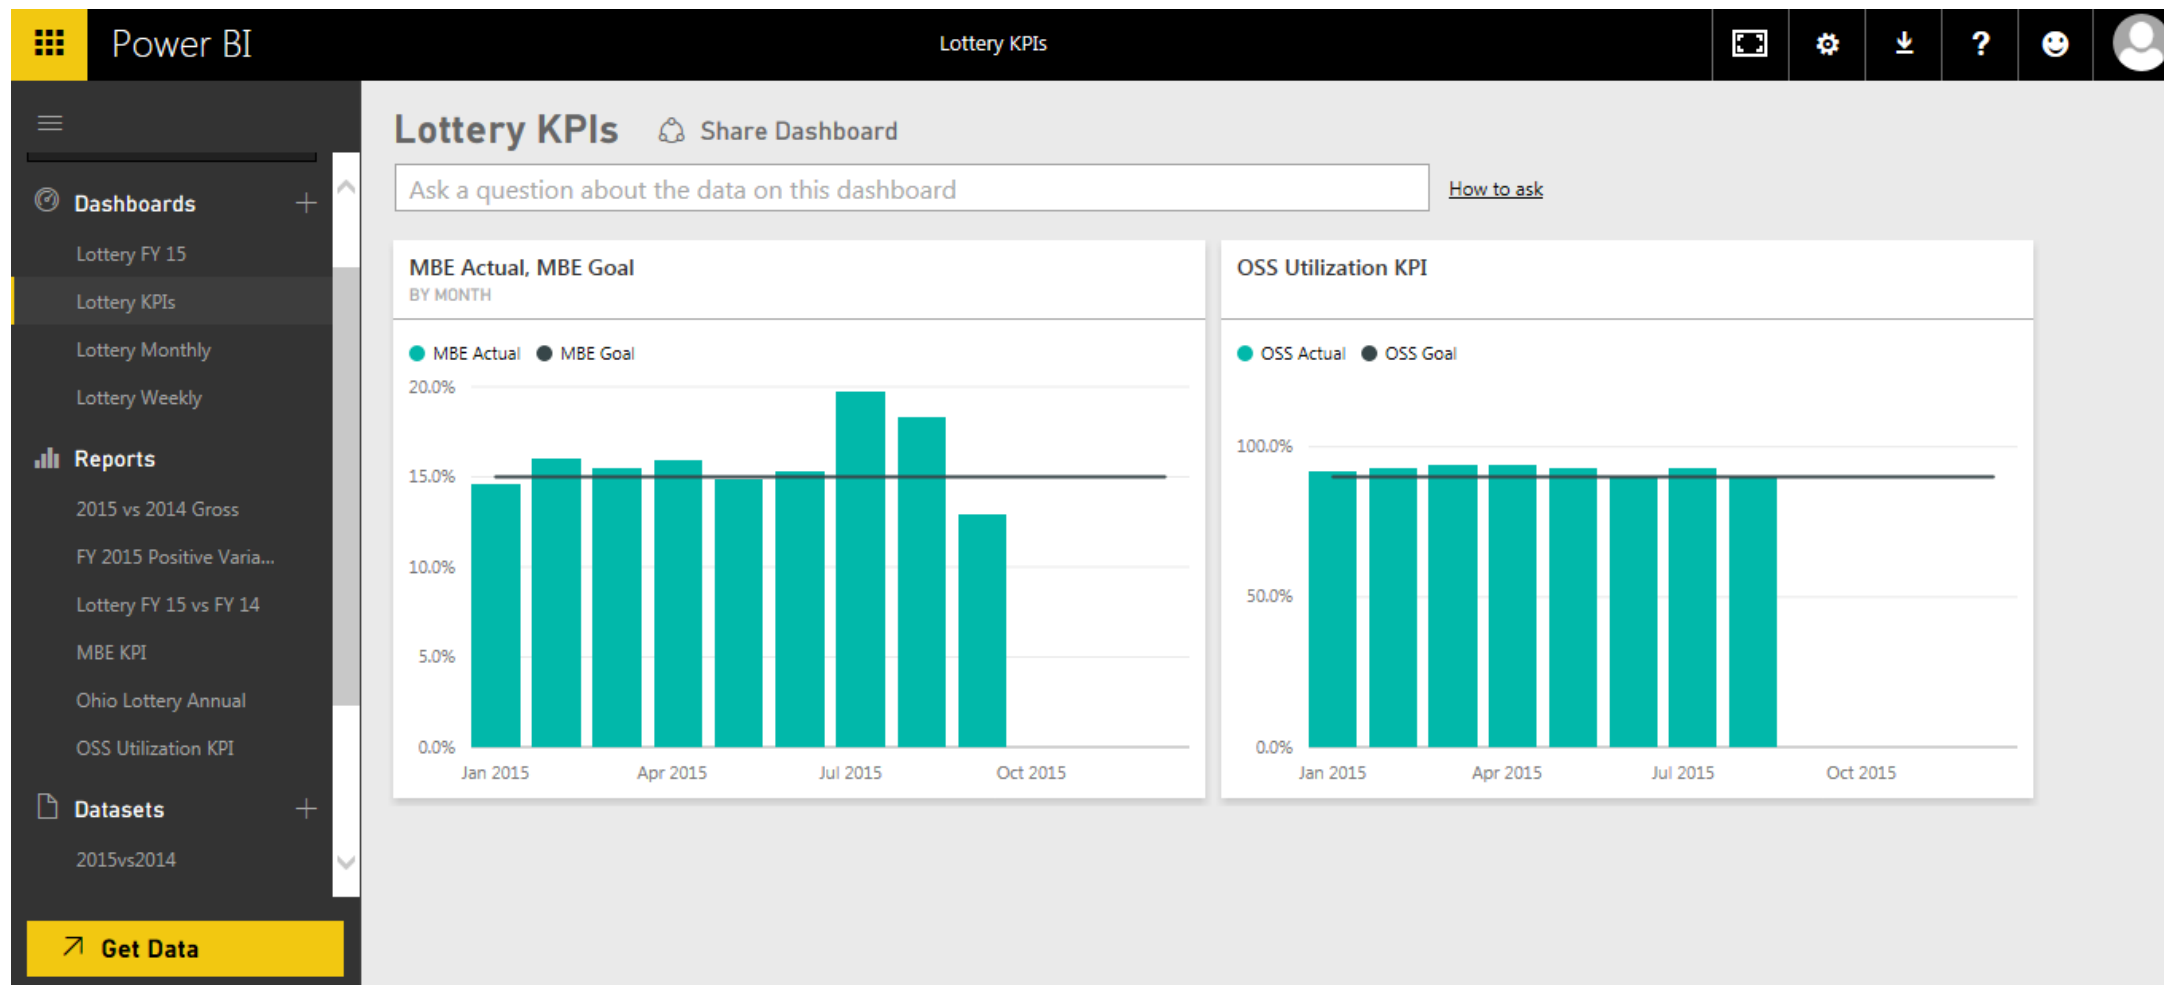 Power BI
Lottery KPIs
?
Dashboards
Lottery FY 15
Lottery KPIs
Lottery Monthly
Lottery Weekly
Reports
2015 vs 2014 Gross
FY 2015 Positive Varia...
Lottery FY 15 vs FY 14
MBE KPI
Ohio Lottery Annual
OSS Utilization KPI
Datasets
2015vs2014
Get Data
Lottery KPIs Share Dashboard
Ask a question about the data on this dashboard How to ask
MBE Actual, MBE Goal
BY MONTH
MBE Actual MBE Goal
20.0%
15.0%
10.0%
5.0%
0.0%
Jan 2015 Apr 2015 Jul 2015 Oct 2015
OSS Utilization KPI
OSS Actual OSS Goal
100.0%
50.0%
0.0%
Jan 2015 Apr 2015 Jul 2015 Oct 2015